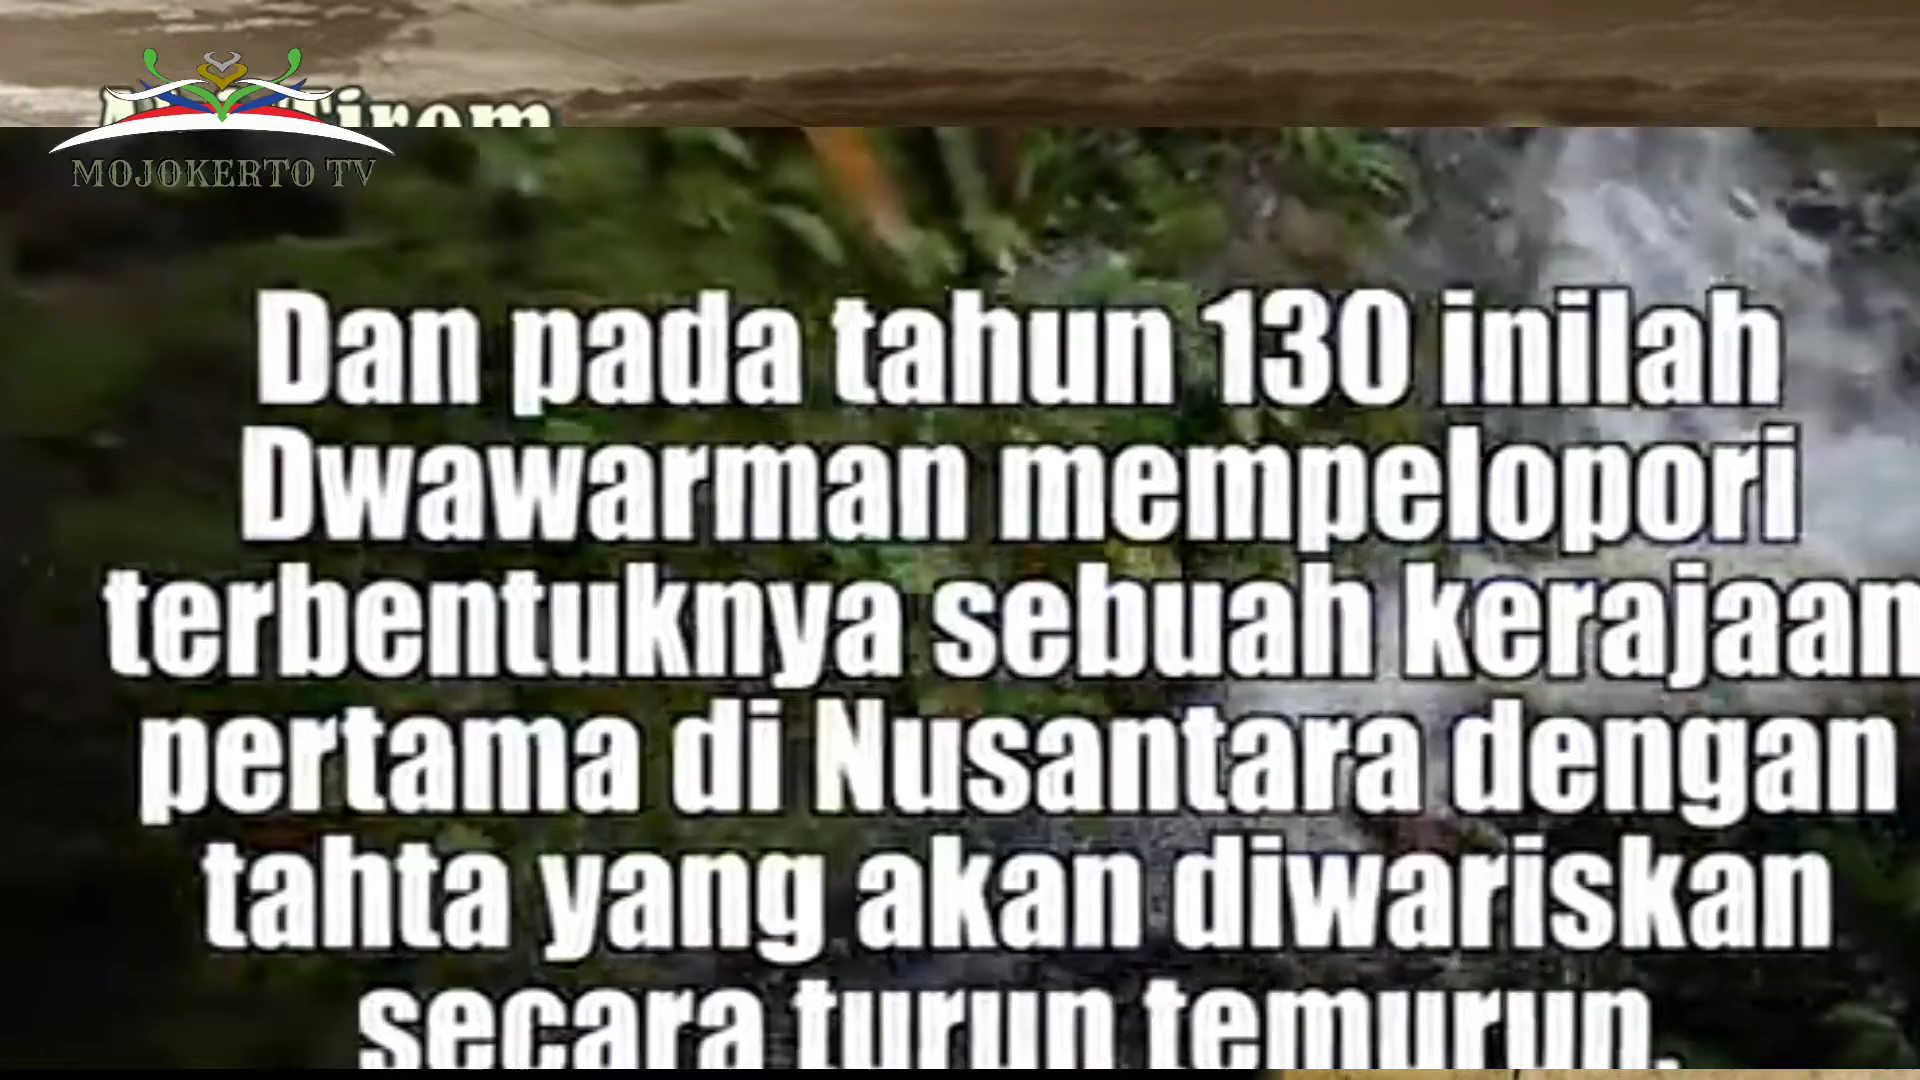 MOJOKERTO TV
Dan pada tahun 130 inilah
Dwawarman mempelopori
terbentuknya sebuah kerajaan
pertama di Nusantara dengan
tahta yang akan diwariskan
secara turun temurun.